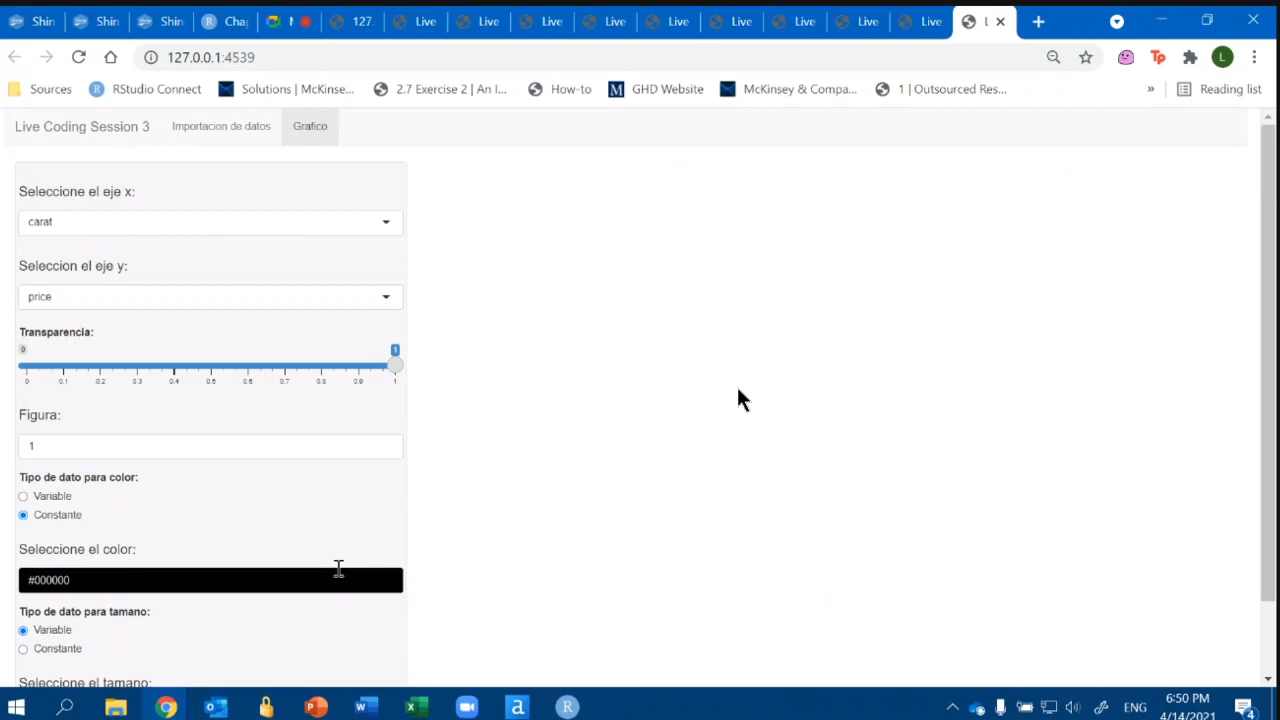 Shin Shin Shin Cha 127. Live Live Live Live Live Live Live Live Live L
127.0.0.1:4539 L
Sources RStudio Connect Solutions | McKinse... 2.7 Exercise 2 | An I... How-to GHD Website McKinsey & Compa... 1 | Outsourced Res... » Reading list
Live Coding Session 3 Importacion de datos Grafico
Seleccione el eje x:
carat
Seleccion el eje y:
price
Transparencia:
0 1
0 0.1 0.2 0.3 0.4 0.5 0.6 0.7 0.8 0.9 1
Figura:
1
Tipo de dato para color:
Variable
Constante
Seleccione el color:
#000000
Tipo de dato para tamano:
Variable
Constante
Seleccione el tamano:
6:50 PM
ENG
4/14/2021 4